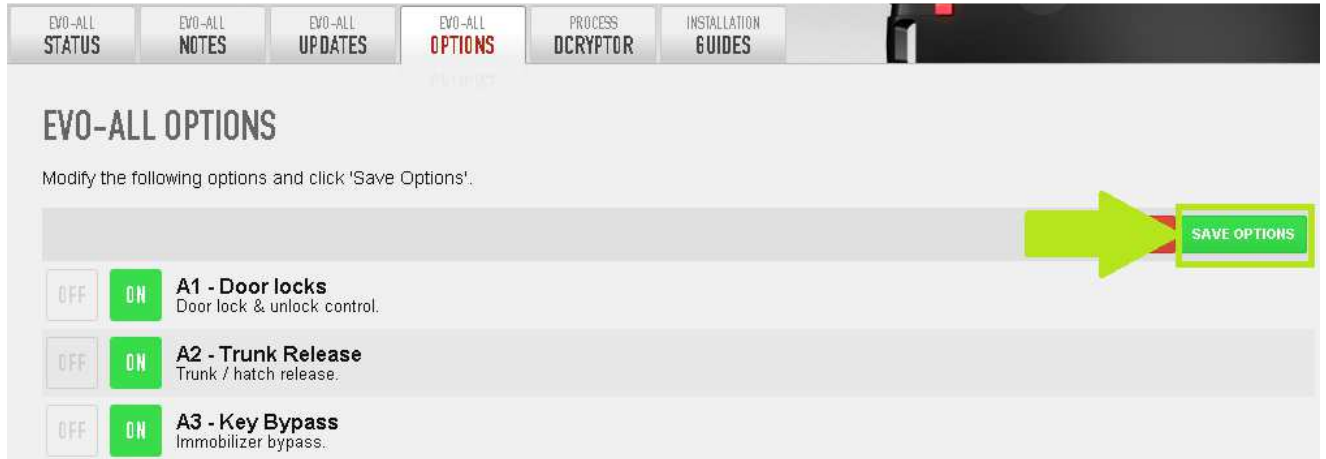 EVO-ALL
STATUS
EVO-ALL
NOTES
EVO-ALL
UPDATES
EVO-ALL
OPTIONS
PROCESS
DCRYPTOR
INSTALLATION
GUIDES
EVO-ALL OPTIONS
Modify the following options and click 'Save Options'.
SAVE OPTIONS
OFF ON A1 - Door locks
Door lock & unlock control.
OFF ON A2 - Trunk Release
Trunk / hatch release.
OFF ON A3 - Key Bypass
Immobilizer bypass.